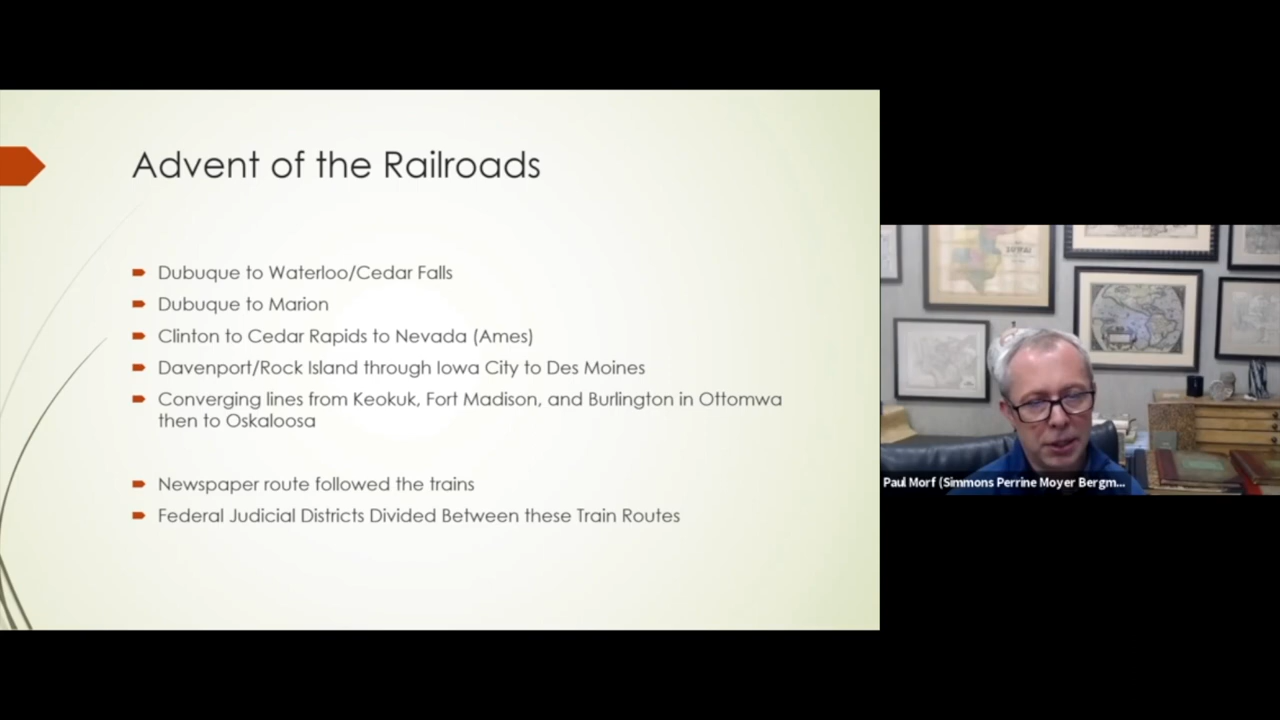 Advent of the Railroads
Dubuque to Waterloo/Cedar Falls
Dubuque to Marion
Clinton to Cedar Rapids to Nevada (Ames)
Davenport/Rock Island through Iowa City to Des Moines
Converging lines from Keokuk, Fort Madison, and Burlington in Ottomwa
then to Oskaloosa
Newspaper route followed the trains
Federal Judicial Districts Divided Between these Train Routes
Paul Morf (Simmons Perrine Moyer Bergm...